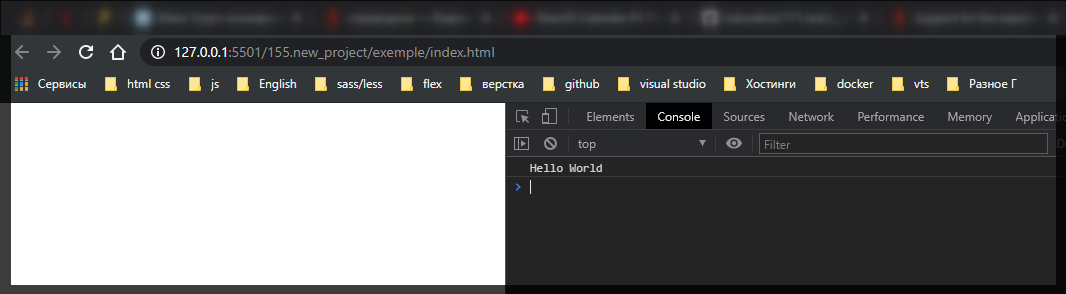 127.0.0.1:5501/155.new_project/exemple/index.html
Сервисы html css js English sass/less flex верстка github visual studio Хостинги docker vts Разное Г
Elements Console Sources Network Performance Memory Applicatio
top Filter
Hello World